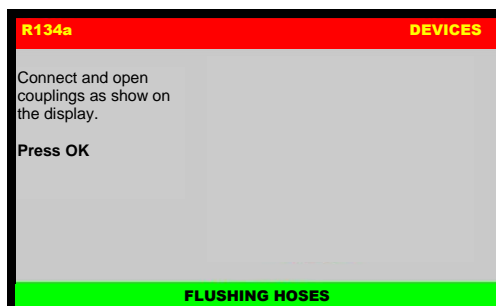 R134a DEVICES
Connect and open
couplings as show on
the display.
Press OK
FLUSHING HOSES